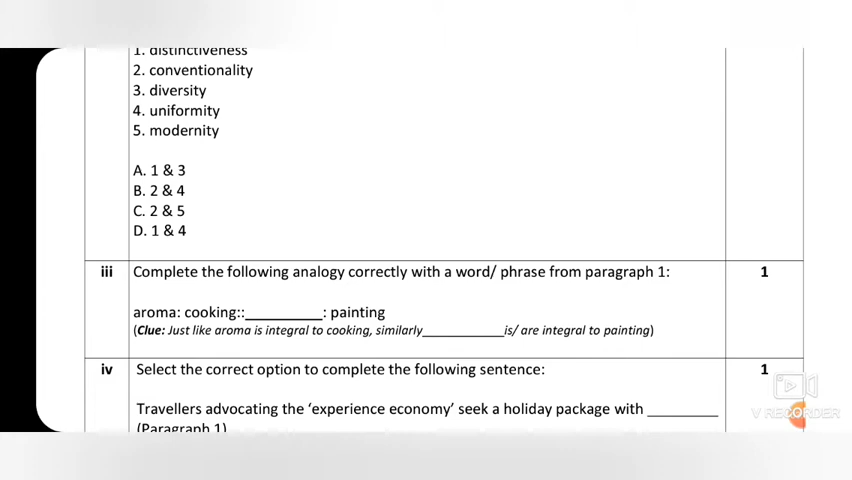 1. distinctiveness
2. conventionality
3. diversity
4. uniformity
5. modernity
A. 1 & 3
B. 2 & 4
C. 2 & 5
D. 1 & 4
iii Complete the following analogy correctly with a word/ phrase from paragraph 1: 1
aroma: cooking::__________: painting
(Clue: Just like aroma is integral to cooking, similarly____________is/ are integral to painting)
iv Select the correct option to complete the following sentence: 1
Travellers advocating the ‘experience economy’ seek a holiday package with _________
(Paragraph 1)
V RECORDER